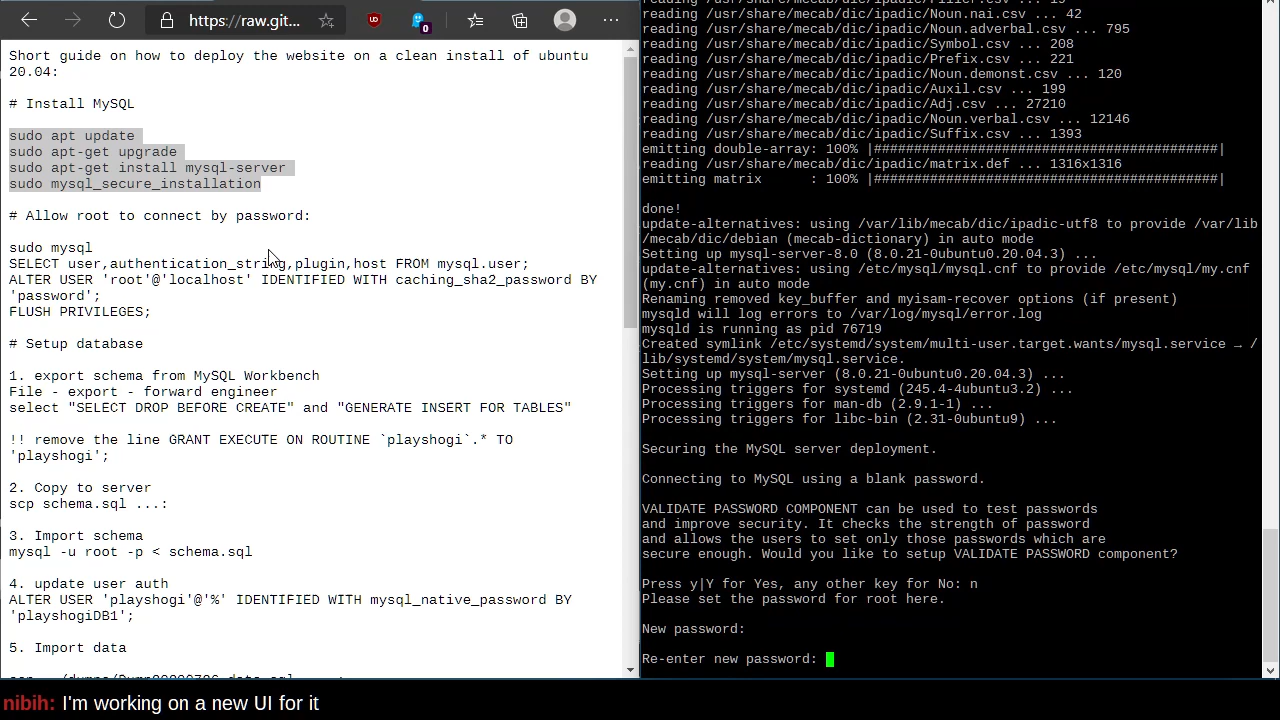 https://raw.git...
0
Short guide on how to deploy the website on a clean install of ubuntu
20.04:
# Install MySQL
sudo apt update
sudo apt-get upgrade
sudo apt-get install mysql-server
sudo mysql_secure_installation
# Allow root to connect by password:
sudo mysql
SELECT user,authentication_string,plugin,host FROM mysql.user;
ALTER USER 'root'@'localhost' IDENTIFIED WITH caching_sha2_password BY
'password';
FLUSH PRIVILEGES;
# Setup database
1. export schema from MySQL Workbench
File - export - forward engineer
select "SELECT DROP BEFORE CREATE" and "GENERATE INSERT FOR TABLES"
!! remove the line GRANT EXECUTE ON ROUTINE `playshogi`.* TO
'playshogi';
2. Copy to server
scp schema.sql ...:
3. Import schema
mysql -u root -p < schema.sql
4. update user auth
ALTER USER 'playshogi'@'%' IDENTIFIED WITH mysql_native_password BY
'playshogiDB1';
5. Import data
reading /usr/share/mecab/dic/ipadic/Noun.nai.csv ... 42
reading /usr/share/mecab/dic/ipadic/Noun.adverbal.csv ... 795
reading /usr/share/mecab/dic/ipadic/Symbol.csv ... 208
reading /usr/share/mecab/dic/ipadic/Prefix.csv ... 221
reading /usr/share/mecab/dic/ipadic/Noun.demonst.csv ... 120
reading /usr/share/mecab/dic/ipadic/Auxil.csv ... 199
reading /usr/share/mecab/dic/ipadic/Adj.csv ... 27210
reading /usr/share/mecab/dic/ipadic/Noun.verbal.csv ... 12146
reading /usr/share/mecab/dic/ipadic/Suffix.csv ... 1393
emitting double-array: 100% |###########################################|
reading /usr/share/mecab/dic/ipadic/matrix.def ... 1316x1316
emitting matrix      : 100% |###########################################|
done!
update-alternatives: using /var/lib/mecab/dic/ipadic-utf8 to provide /var/lib
/mecab/dic/debian (mecab-dictionary) in auto mode
Setting up mysql-server-8.0 (8.0.21-0ubuntu0.20.04.3) ...
update-alternatives: using /etc/mysql/mysql.cnf to provide /etc/mysql/my.cnf
(my.cnf) in auto mode
Renaming removed key_buffer and myisam-recover options (if present)
mysqld will log errors to /var/log/mysql/error.log
mysqld is running as pid 76719
Created symlink /etc/systemd/system/multi-user.target.wants/mysql.service → /
lib/systemd/system/mysql.service.
Setting up mysql-server (8.0.21-0ubuntu0.20.04.3) ...
Processing triggers for systemd (245.4-4ubuntu3.2) ...
Processing triggers for man-db (2.9.1-1) ...
Processing triggers for libc-bin (2.31-0ubuntu9) ...
Securing the MySQL server deployment.
Connecting to MySQL using a blank password.
VALIDATE PASSWORD COMPONENT can be used to test passwords
and improve security. It checks the strength of password
and allows the users to set only those passwords which are
secure enough. Would you like to setup VALIDATE PASSWORD component?
Press y|Y for Yes, any other key for No: n
Please set the password for root here.
New password:
Re-enter new password:
nibih: I'm working on a new UI for it